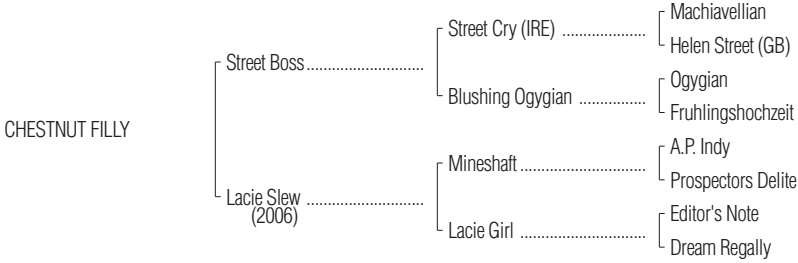 Machiavellian
Street Cry (IRE) ....................
Helen Street (GB)
Street Boss............................
Ogygian
Blushing Ogygian ................
Fruhlingshochzeit
CHESTNUT FILLY
A.P. Indy
Mineshaft..............................
Prospectors Delite
Lacie Slew ............................
(2006)
Editor's Note
Lacie Girl ..............................
Dream Regally